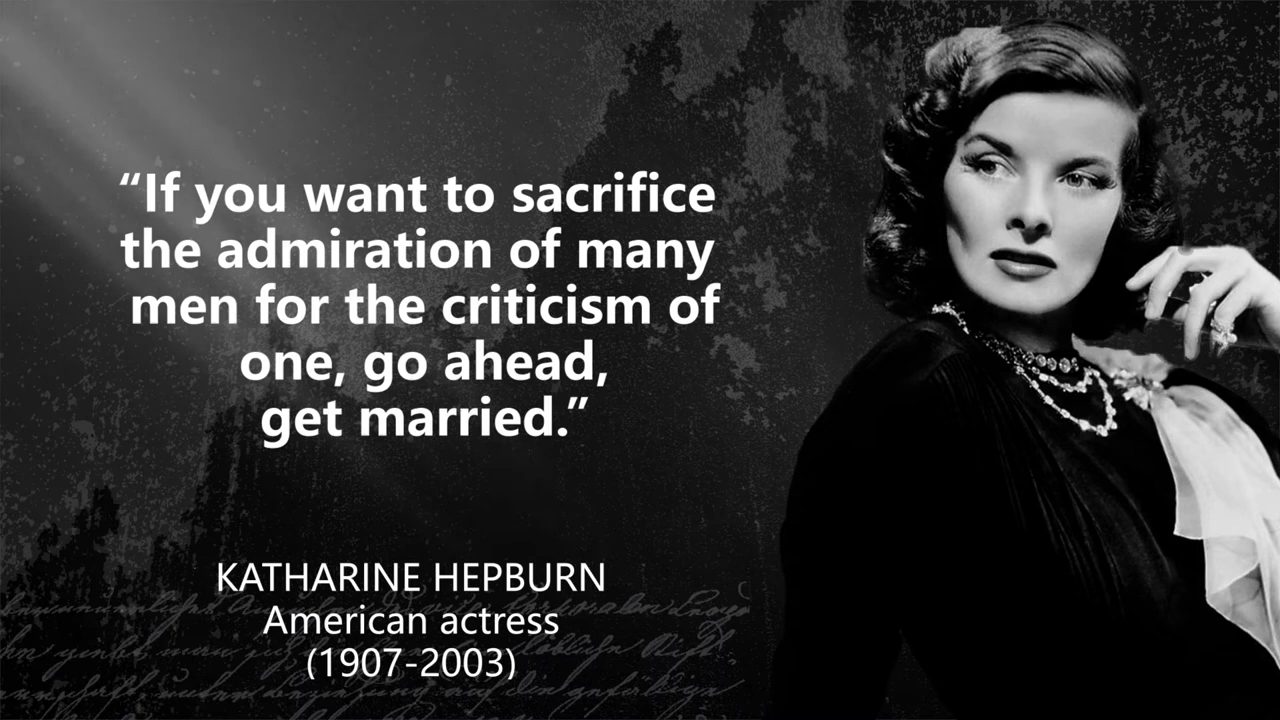 “If you want to sacrifice
the admiration of many
men for the criticism of
one, go ahead,
get married.”
KATHARINE HEPBURN
American actress
(1907-2003)